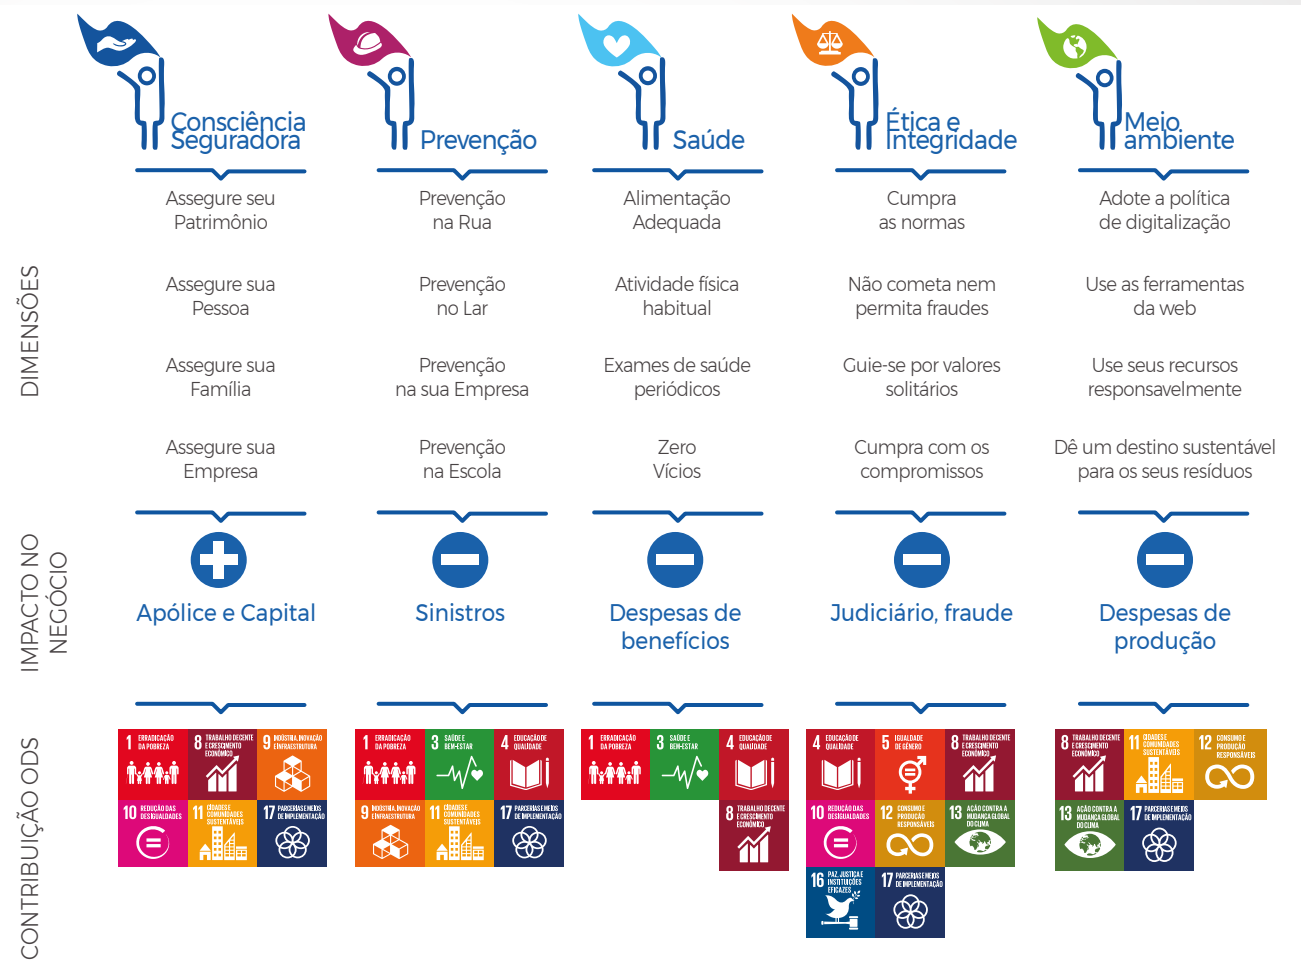 Consciência
Seguradora
Prevenção
Saúde
Ética e
Integridade
Meio
ambiente
DIMENSÕES
Assegure seu
Patrimônio
Prevenção
na Rua
Alimentação
Adequada
Cumpra
as normas
Adote a política
de digitalização
Assegure sua
Pessoa
Prevenção
no Lar
Atividade física
habitual
Não cometa nem
permita fraudes
Use as ferramentas
da web
Assegure sua
Família
Prevenção
na sua Empresa
Exames de saúde
periódicos
Guie-se por valores
solitários
Use seus recursos
responsavelmente
Assegure sua
Empresa
Prevenção
na Escola
Zero
Vícios
Cumpra com os
compromissos
Dê um destino sustentável
para os seus resíduos
IMPACTO NO
NEGÓCIO
Apólice e Capital
Sinistros
Despesas de
benefícios
Judiciário, fraude
Despesas de
produção
CONTRIBUIÇÃO ODS
1 ERRADICAÇÃO
DA POBREZA
8 TRABALHO DECENTE
E CRESCIMENTO
ECONÔMICO
9 INDÚSTRIA, INOVAÇÃO
E INFRAESTRUTURA
10 REDUÇÃO DAS
DESIGUALDADES
11 CIDADES E
COMUNIDADES
SUSTENTÁVEIS
17 PARCERIAS E MEIOS
DE IMPLEMENTAÇÃO
1 ERRADICAÇÃO
DA POBREZA
3 SAÚDE E
BEM-ESTAR
4 EDUCAÇÃO DE
QUALIDADE
9 INDÚSTRIA, INOVAÇÃO
E INFRAESTRUTURA
11 CIDADES E
COMUNIDADES
SUSTENTÁVEIS
17 PARCERIAS E MEIOS
DE IMPLEMENTAÇÃO
1 ERRADICAÇÃO
DA POBREZA
3 SAÚDE E
BEM-ESTAR
4 EDUCAÇÃO DE
QUALIDADE
8 TRABALHO DECENTE
E CRESCIMENTO
ECONÔMICO
4 EDUCAÇÃO DE
QUALIDADE
5 IGUALDADE
DE GÊNERO
8 TRABALHO DECENTE
E CRESCIMENTO
ECONÔMICO
10 REDUÇÃO DAS
DESIGUALDADES
12 CONSUMO E
PRODUÇÃO
RESPONSÁVEIS
13 AÇÃO CONTRA A
MUDANÇA GLOBAL
DO CLIMA
16 PAZ, JUSTIÇA E
INSTITUIÇÕES
EFICAZES
17 PARCERIAS E MEIOS
DE IMPLEMENTAÇÃO
8 TRABALHO DECENTE
E CRESCIMENTO
ECONÔMICO
11 CIDADES E
COMUNIDADES
SUSTENTÁVEIS
12 CONSUMO E
PRODUÇÃO
RESPONSÁVEIS
13 AÇÃO CONTRA A
MUDANÇA GLOBAL
DO CLIMA
17 PARCERIAS E MEIOS
DE IMPLEMENTAÇÃO